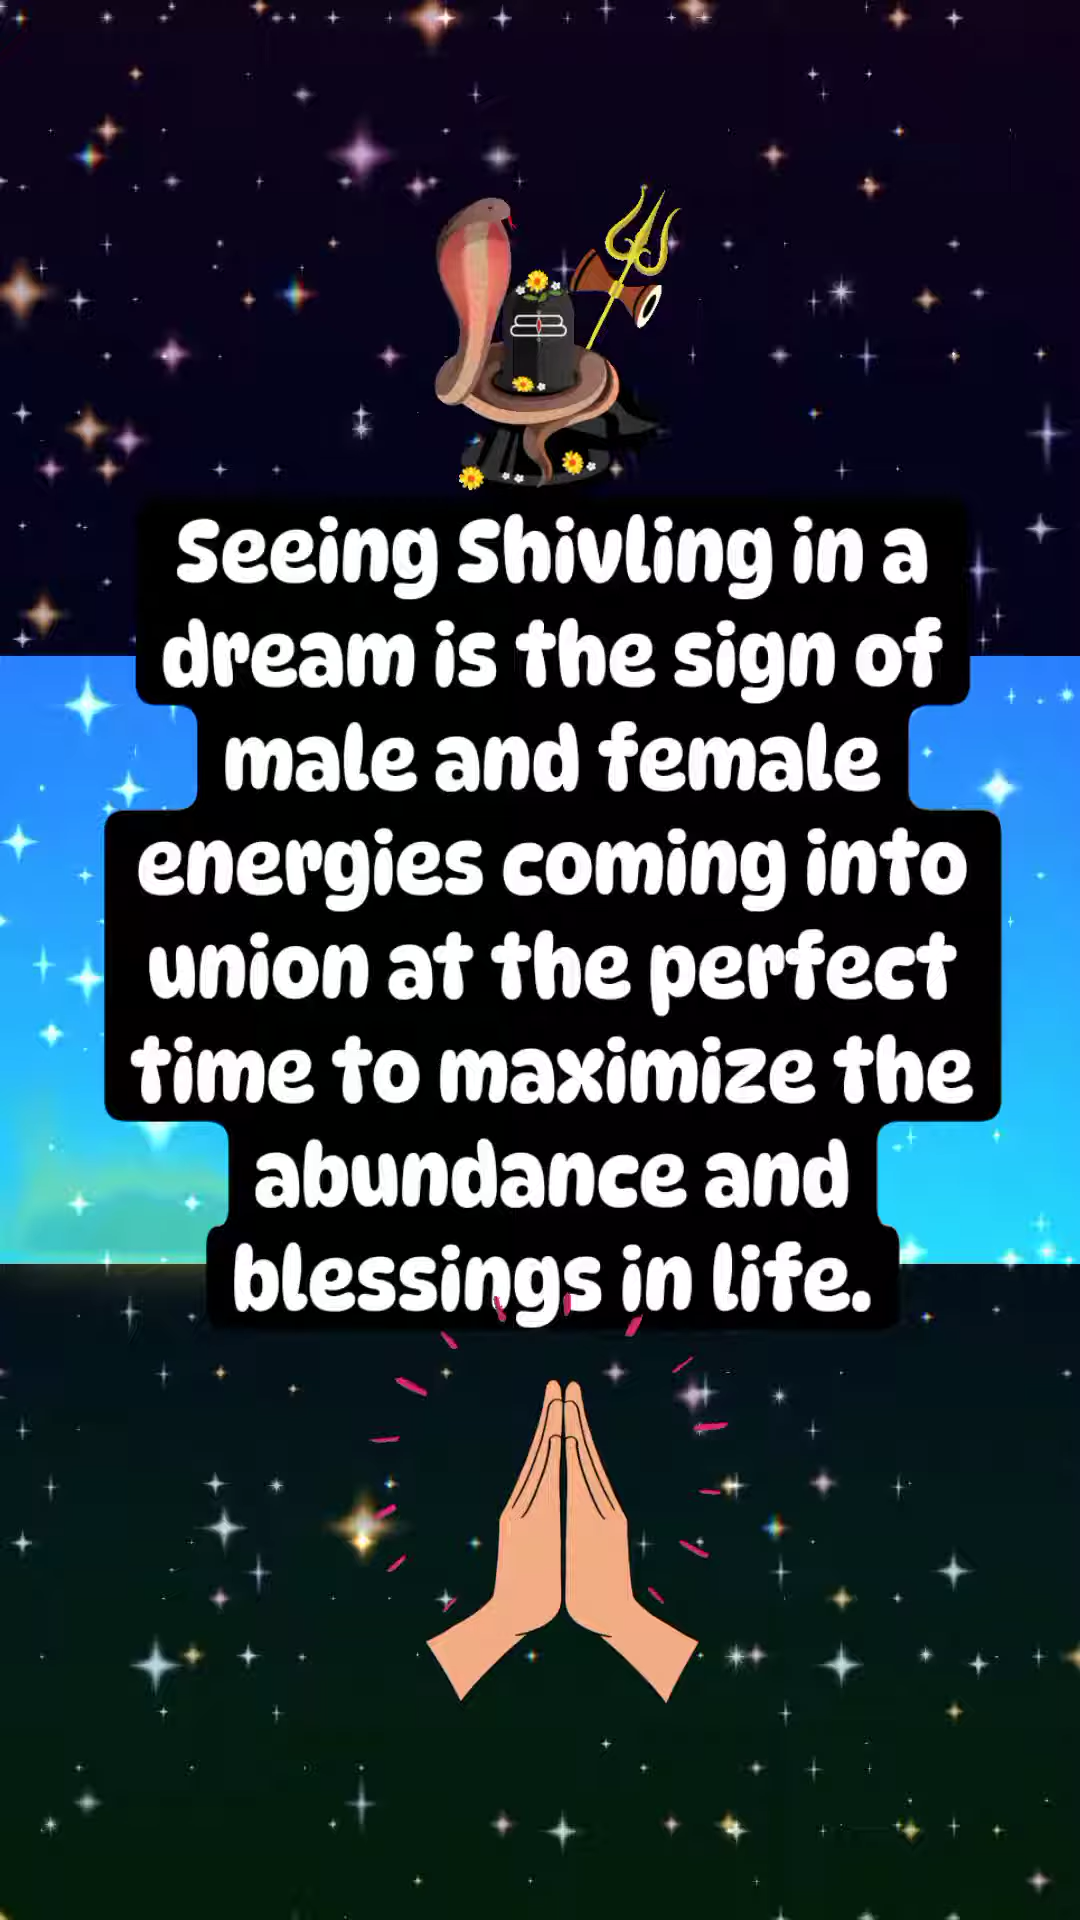 Seeing Shivling in a
dream is the sign of
male and female
energies coming into
union at the perfect
time to maximize the
abundance and
blessings in life.